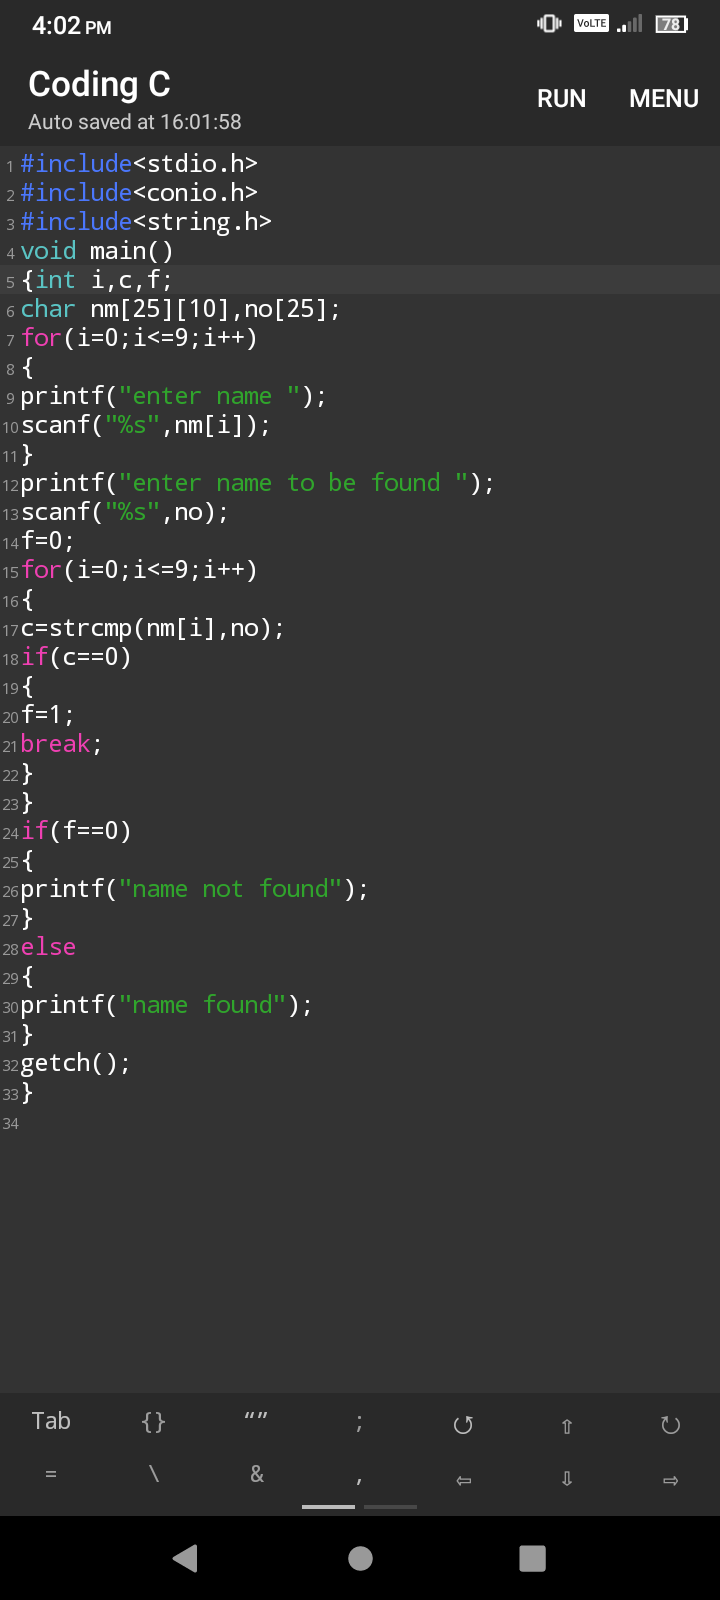 4:02 PM
VoLTE
78
Coding C
Auto saved at 16:01:58
RUN MENU
1 #include<stdio.h>
2 #include<conio.h>
3 #include<string.h>
4 void main()
5 {int i,c,f;
6 char nm[25][10],no[25];
7 for(i=0;i<=9;i++)
8 {
9 printf("enter name ");
10 scanf("%s",nm[i]);
11 }
12 printf("enter name to be found ");
13 scanf("%s",no);
14 f=0;
15 for(i=0;i<=9;i++)
16 {
17 c=strcmp(nm[i],no);
18 if(c==0)
19 {
20 f=1;
21 break;
22 }
23 }
24 if(f==0)
25 {
26 printf("name not found");
27 }
28 else
29 {
30 printf("name found");
31 }
32 getch();
33 }
34
Tab {} “” ; ↺ ⇧ ↻
= \ & , ⇦ ⇩ ⇨